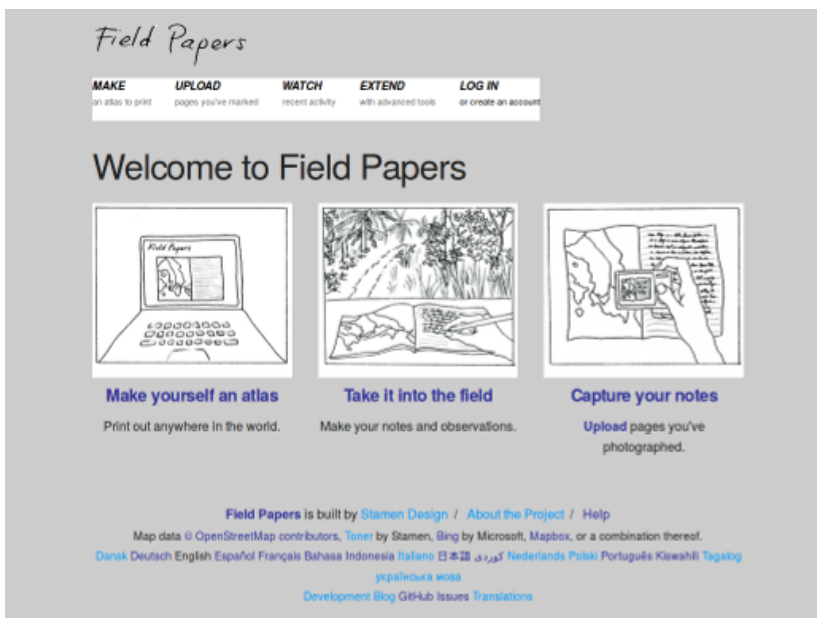 Field Papers
MAKE UPLOAD WATCH EXTEND LOG IN
an atlas to print pages you've marked recent activity with advanced tools or create an account
Welcome to Field Papers
Field Papers
Make yourself an atlas Take it into the field Capture your notes
Print out anywhere in the world. Make your notes and observations. Upload pages you've
photographed.
Field Papers is built by Stamen Design / About the Project / Help
Map data © OpenStreetMap contributors, Toner by Stamen, Bing by Microsoft, Mapbox, or a combination thereof.
Dansk Deutsch English Español Français Bahasa Indonesia Italiano 日本語 كوردی Nederlands Polski Português Kiswahili Tagalog
українська мова
Development Blog GitHub Issues Translations